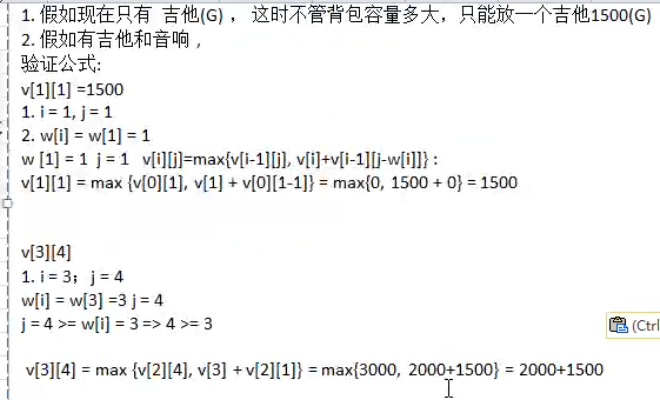 1. 假如现在只有 吉他(G)， 这时不管背包容量多大，只能放一个吉他1500(G)
2. 假如有吉他和音响，
验证公式:
v[1][1] =1500
1. i = 1, j = 1
2. w[i] = w[1] = 1
w [1] = 1 j = 1 v[i][j]=max{v[i-1][j], v[i]+v[i-1][j-w[i]]} :
v[1][1] = max {v[0][1], v[1] + v[0][1-1]} = max{0, 1500 + 0} = 1500
v[3][4]
1. i = 3；j = 4
w[i] = w[3] =3 j = 4
j = 4 >= w[i] = 3 => 4 >= 3
(Ctrl
v[3][4] = max {v[2][4], v[3] + v[2][1]} = max{3000, 2000+1500} = 2000+1500